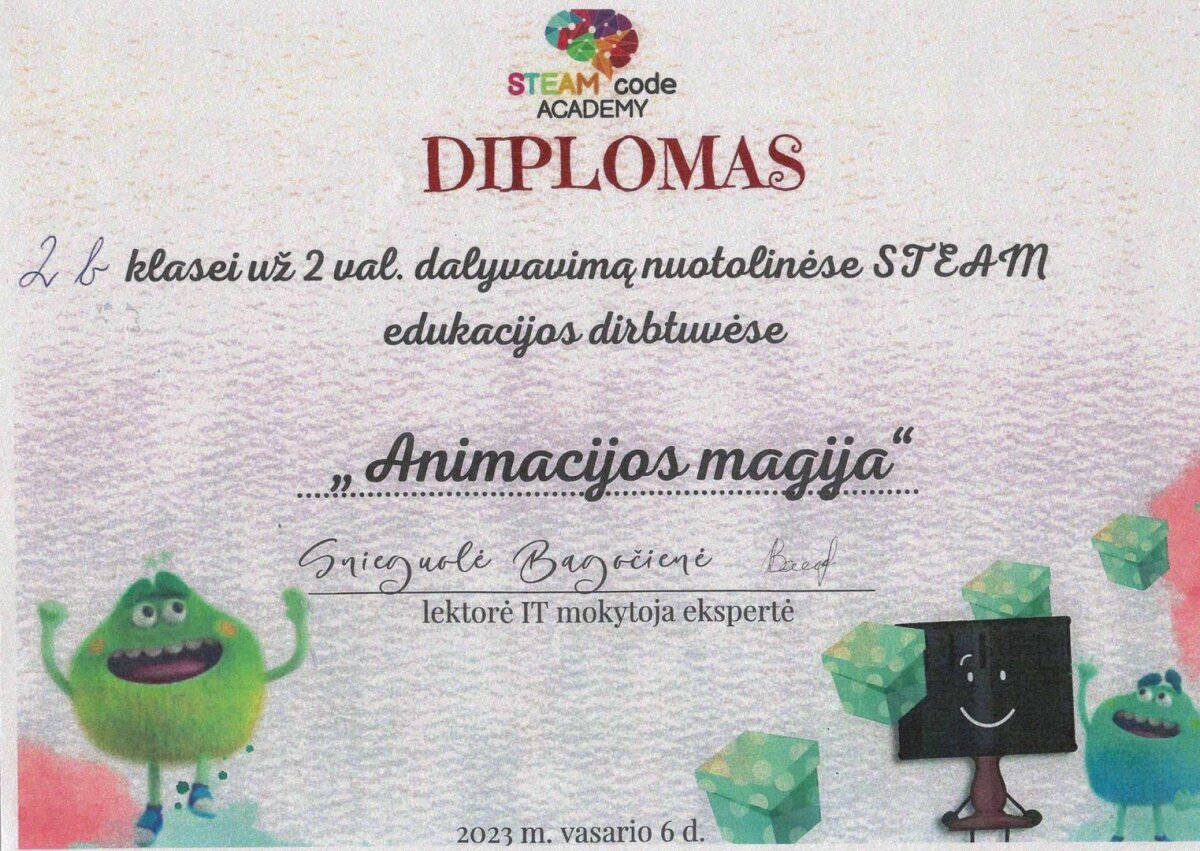 STEAM code
ACADEMY
DIPLOMAS
2 b klasei už 2 val. dalyvavimą nuotolinėse STEAM
edukacijos dirbtuvėse
„Animacijos magija“
Snieguolė Bagočienė
lektorė IT mokytoja ekspertė
2023 m. vasario 6 d.